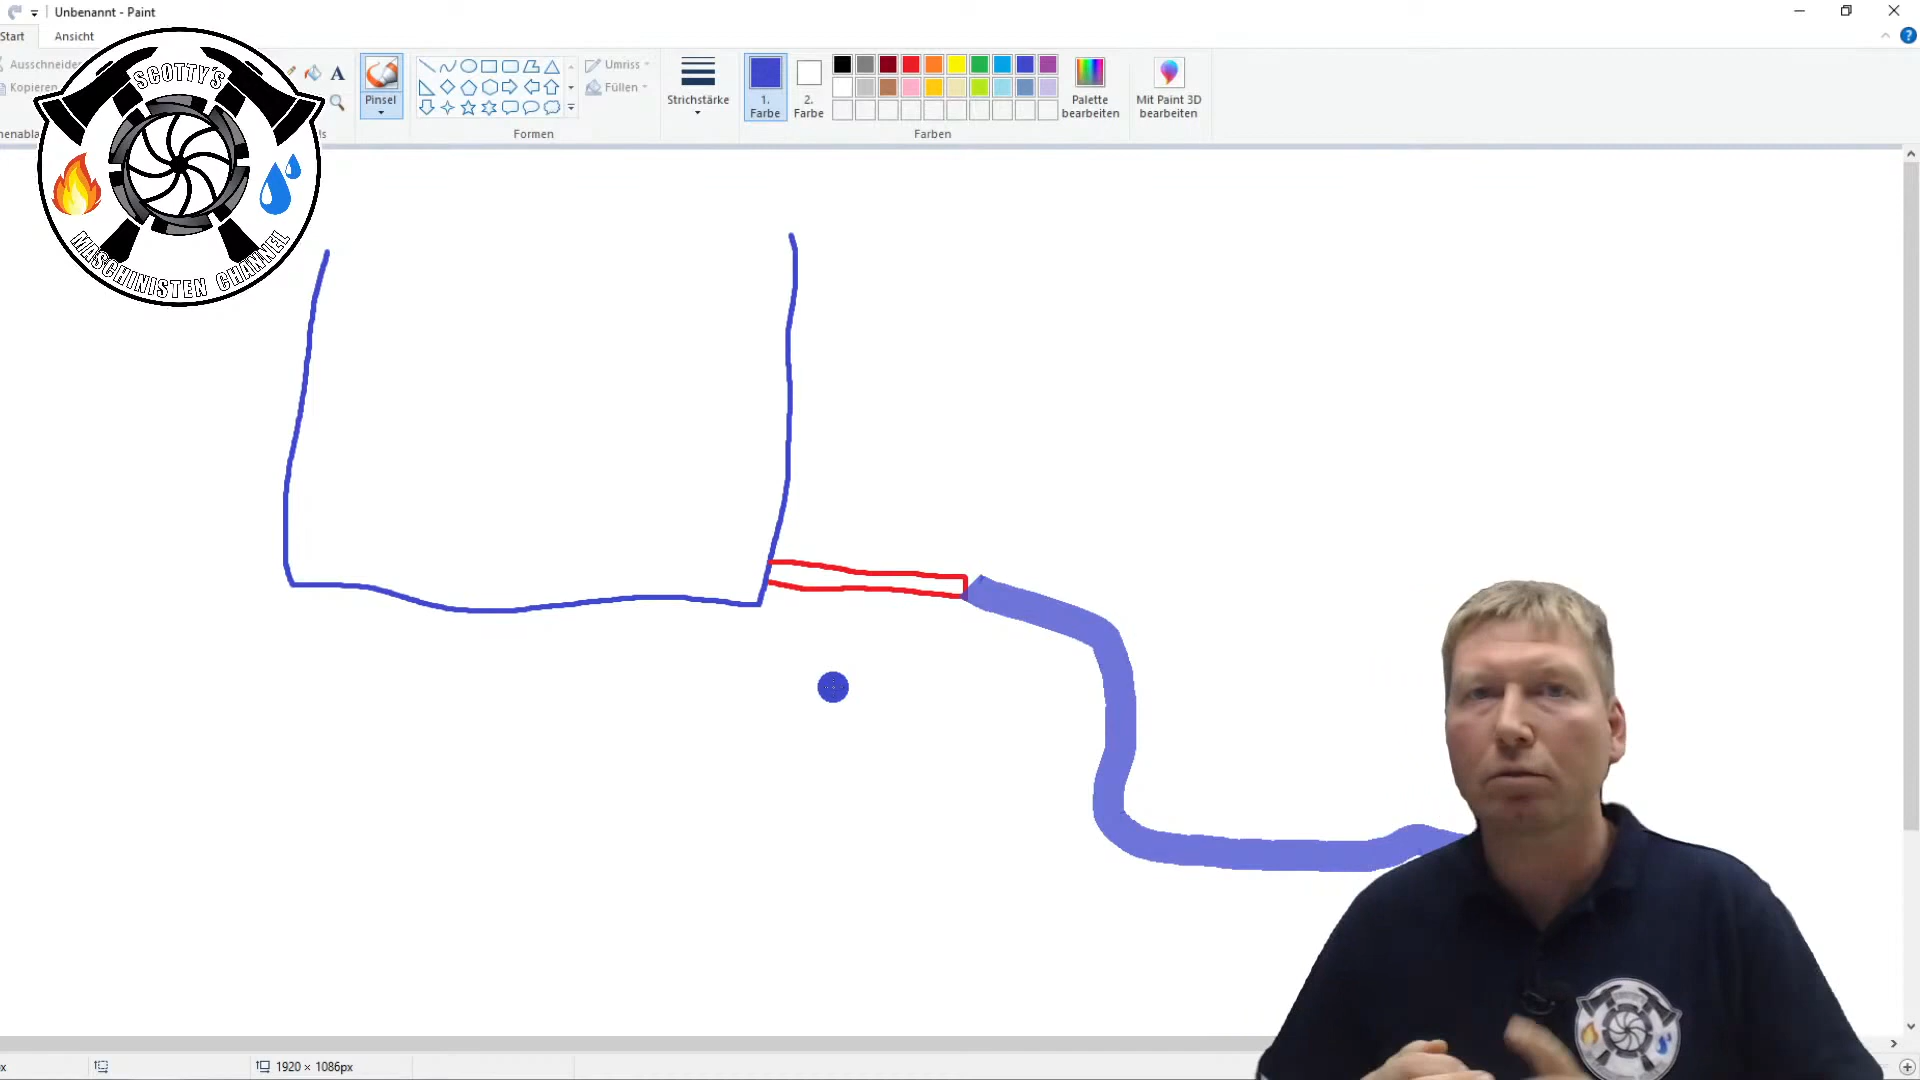 Unbenannt - Paint
Start
Ansicht
Ausschneide
Kopieren
Pinsel
Formen
Umriss
Füllen
Strichstärke
1.
Farbe
2.
Farbe
Farben
Palette
bearbeiten
Mit Paint 3D
bearbeiten
SCOTTY'S
MASCHINISTEN CHANNEL
1920 × 1086px